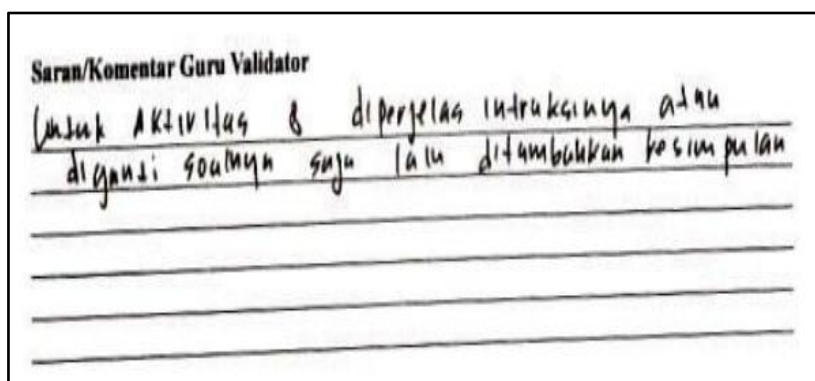 Saran/Komentar Guru Validator
Untuk Aktivitas 8 diperjelas intruksinya atau
diganti soalnya saja lalu ditambahkan kesimpulan